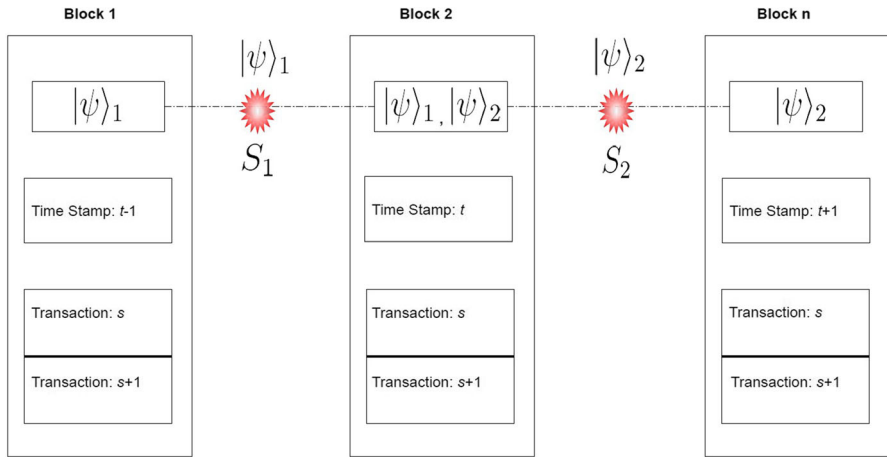 Block 1
Block 2
Block n
|ψ⟩₁
|ψ⟩₂
|ψ⟩₁
|ψ⟩₁, |ψ⟩₂
|ψ⟩₂
S₁
S₂
Time Stamp: t-1
Time Stamp: t
Time Stamp: t+1
Transaction: s
Transaction: s
Transaction: s
Transaction: s+1
Transaction: s+1
Transaction: s+1